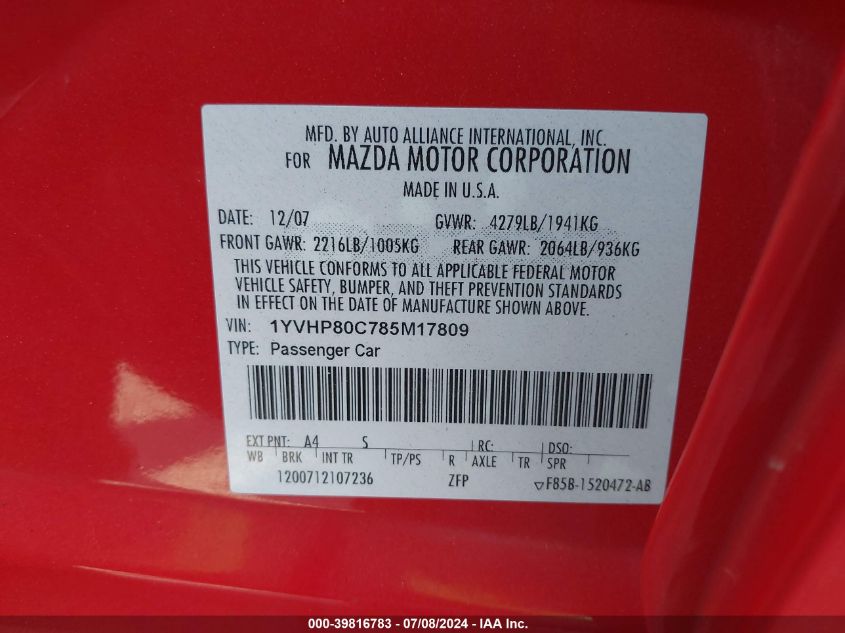 MFD. BY AUTO ALLIANCE INTERNATIONAL, INC.
FOR MAZDA MOTOR CORPORATION
MADE IN U.S.A.
DATE: 12/07 GVWR: 4279LB/1941KG
FRONT GAWR: 2216LB/1005KG REAR GAWR: 2064LB/936KG
THIS VEHICLE CONFORMS TO ALL APPLICABLE FEDERAL MOTOR
VEHICLE SAFETY, BUMPER, AND THEFT PREVENTION STANDARDS
IN EFFECT ON THE DATE OF MANUFACTURE SHOWN ABOVE.
VIN: 1YVHP80C785M17809
TYPE: Passenger Car
EXT PNT: A4 S RC: DSO:
WB BRK INT TR TP/PS R AXLE TR SPR
1200712107236 ZFP ▽F85B-1520472-AB
000-39816783 - 07/08/2024 - IAA Inc.